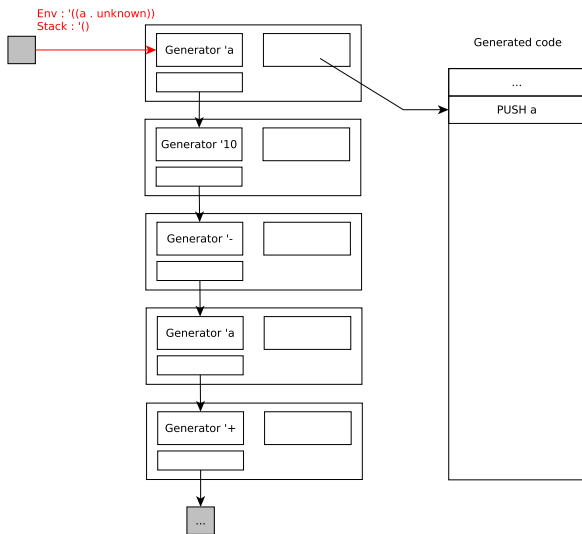 Env : '((a . unknown))
Stack : '()
Generator 'a
Generated code
...
PUSH a
Generator '10
Generator '-
Generator 'a
Generator '+
...